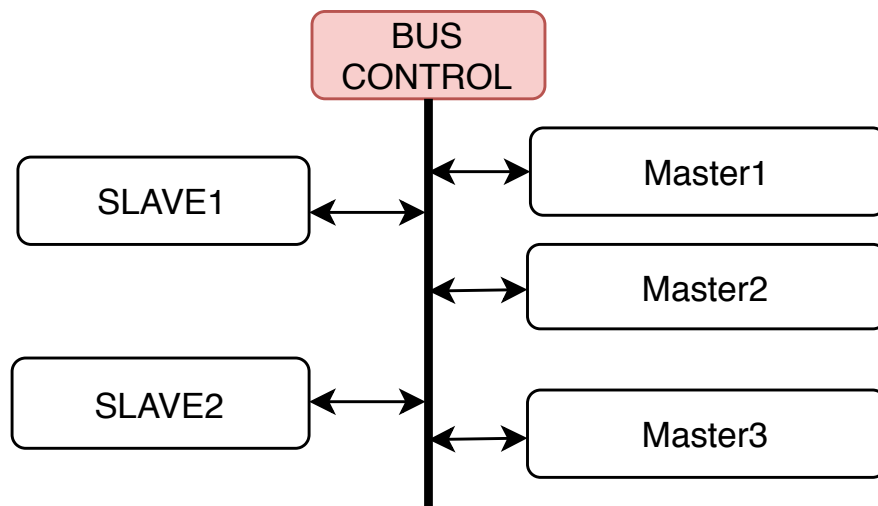 BUS
CONTROL
SLAVE1
Master1
Master2
SLAVE2
Master3